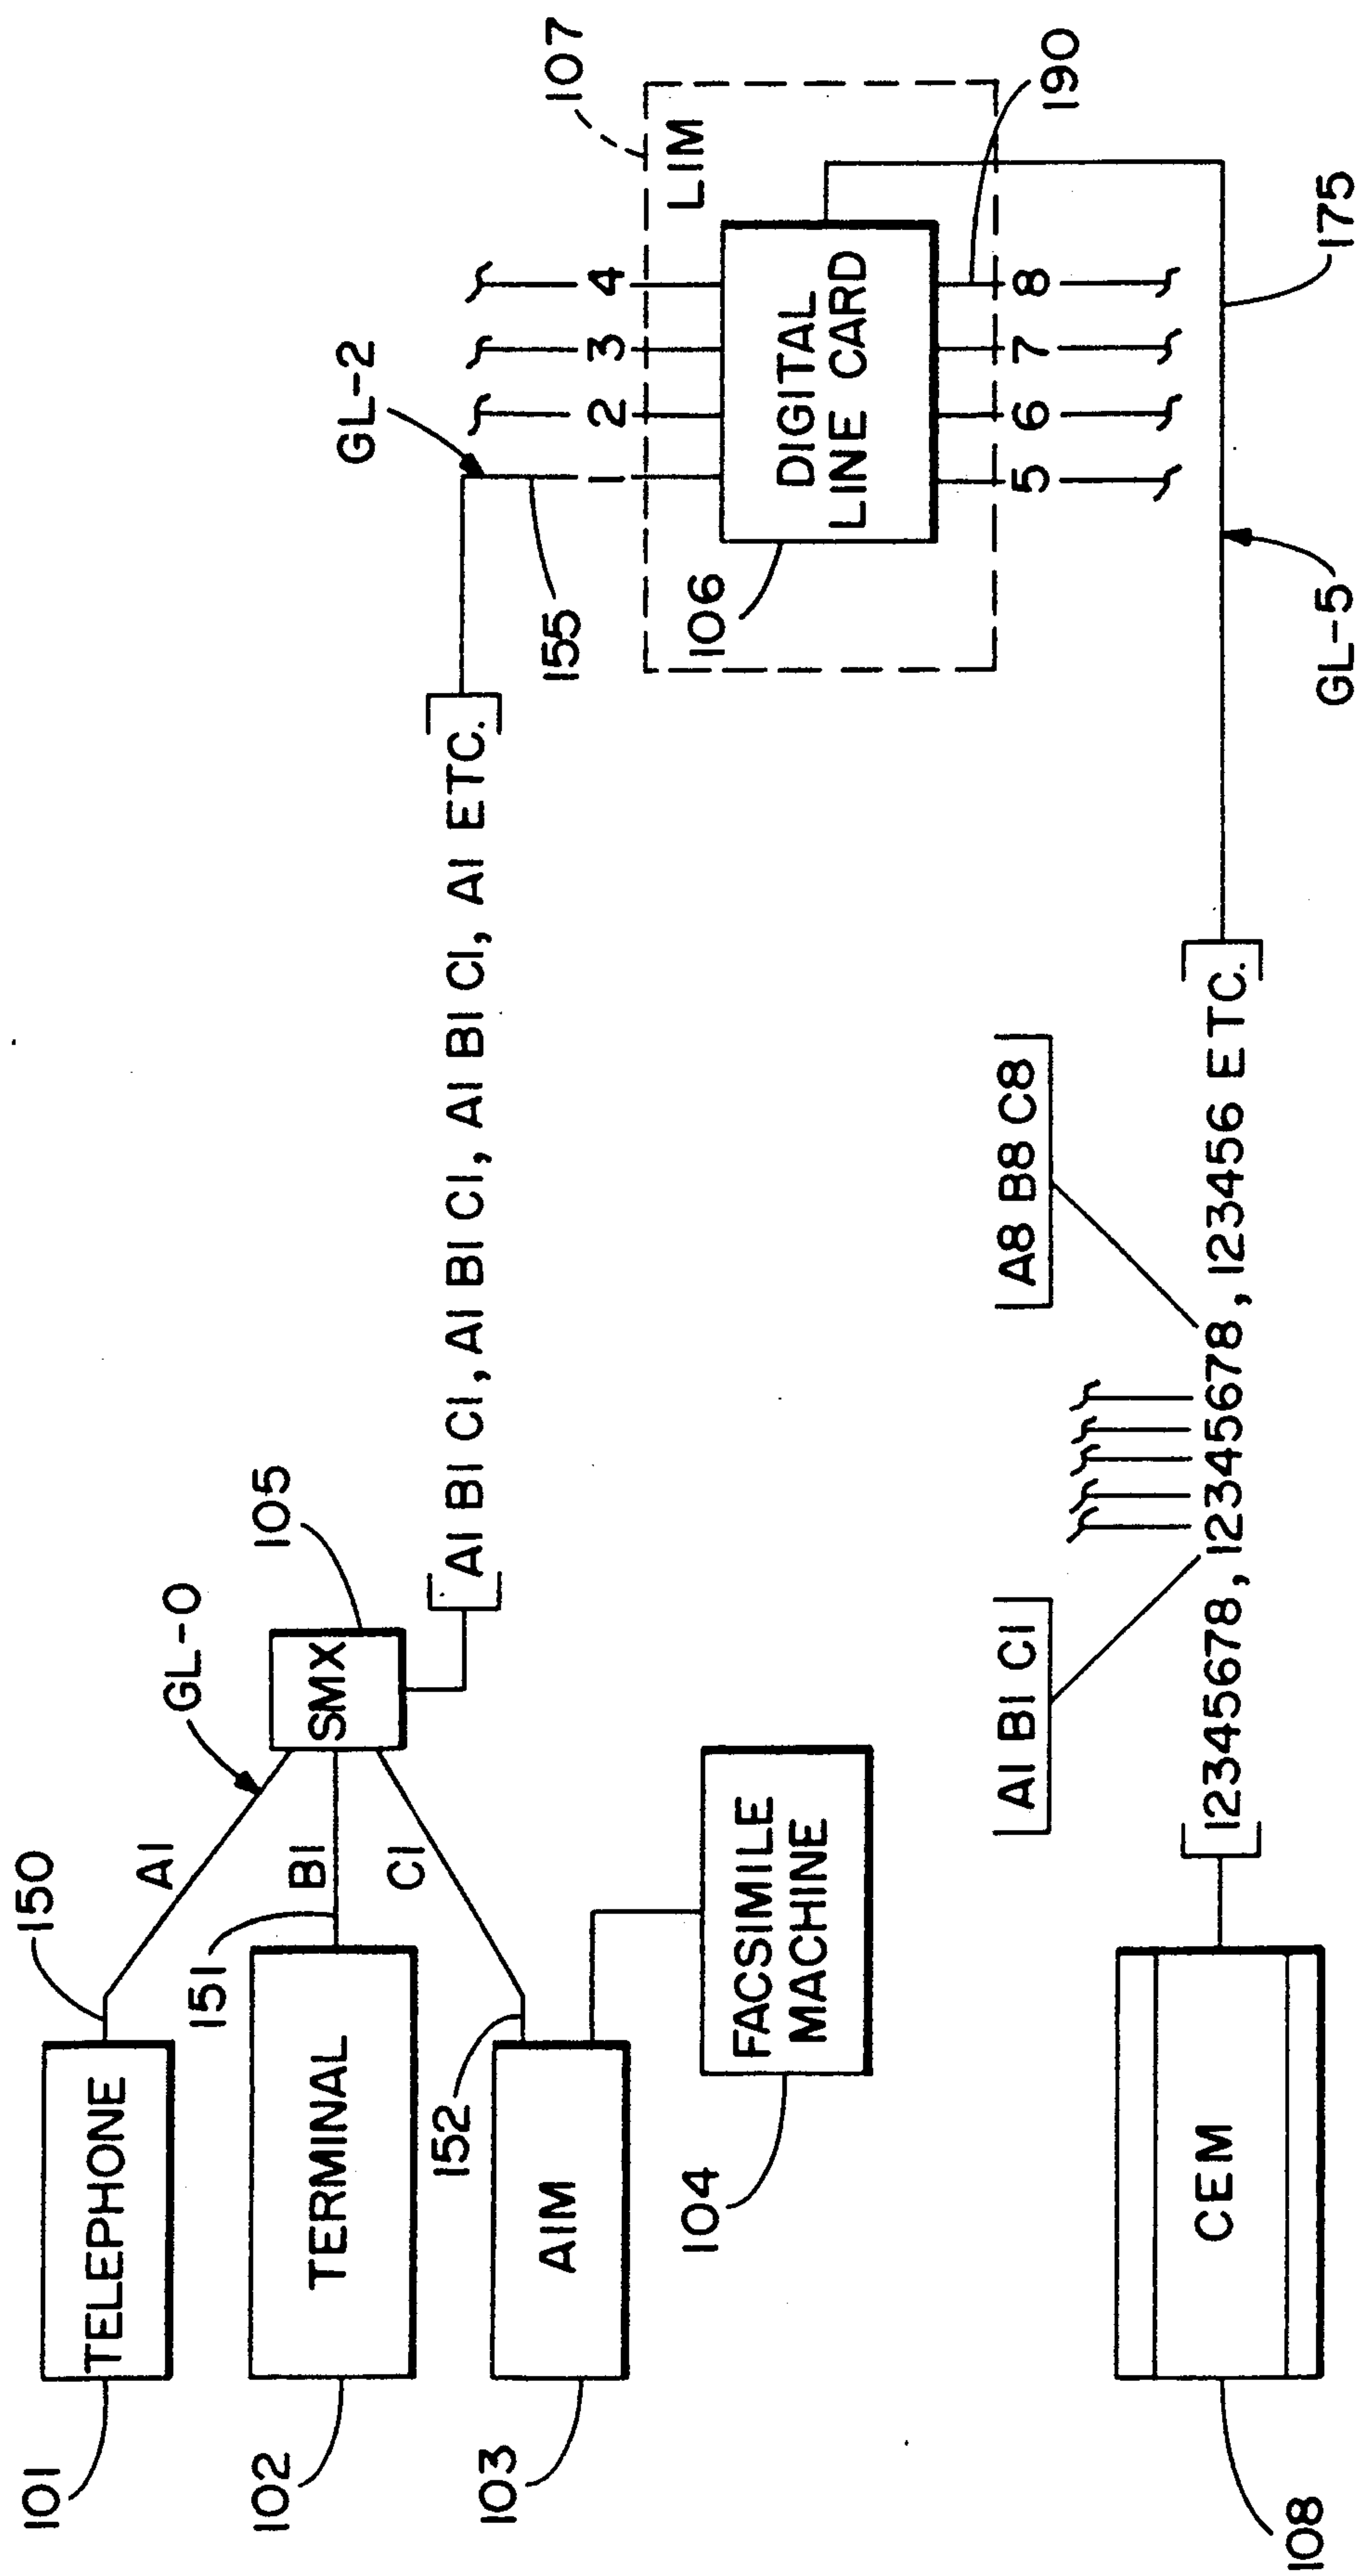 101
TELEPHONE
150
A1
GL-0
102
TERMINAL
151
B1
SMX
105
103
AIM
152
C1
104
FACSIMILE
MACHINE
A1 B1 C1, A1 B1 C1, A1 B1 C1, A1 B1 C1, A1 ETC.
GL-2
155
1
2
3
4
107
LIM
106
DIGITAL
LINE CARD
5
6
7
8
190
175
GL-5
A1 B1 C1
A8 B8 C8
12345678, 12345678, 123456 ETC.
CEM
108